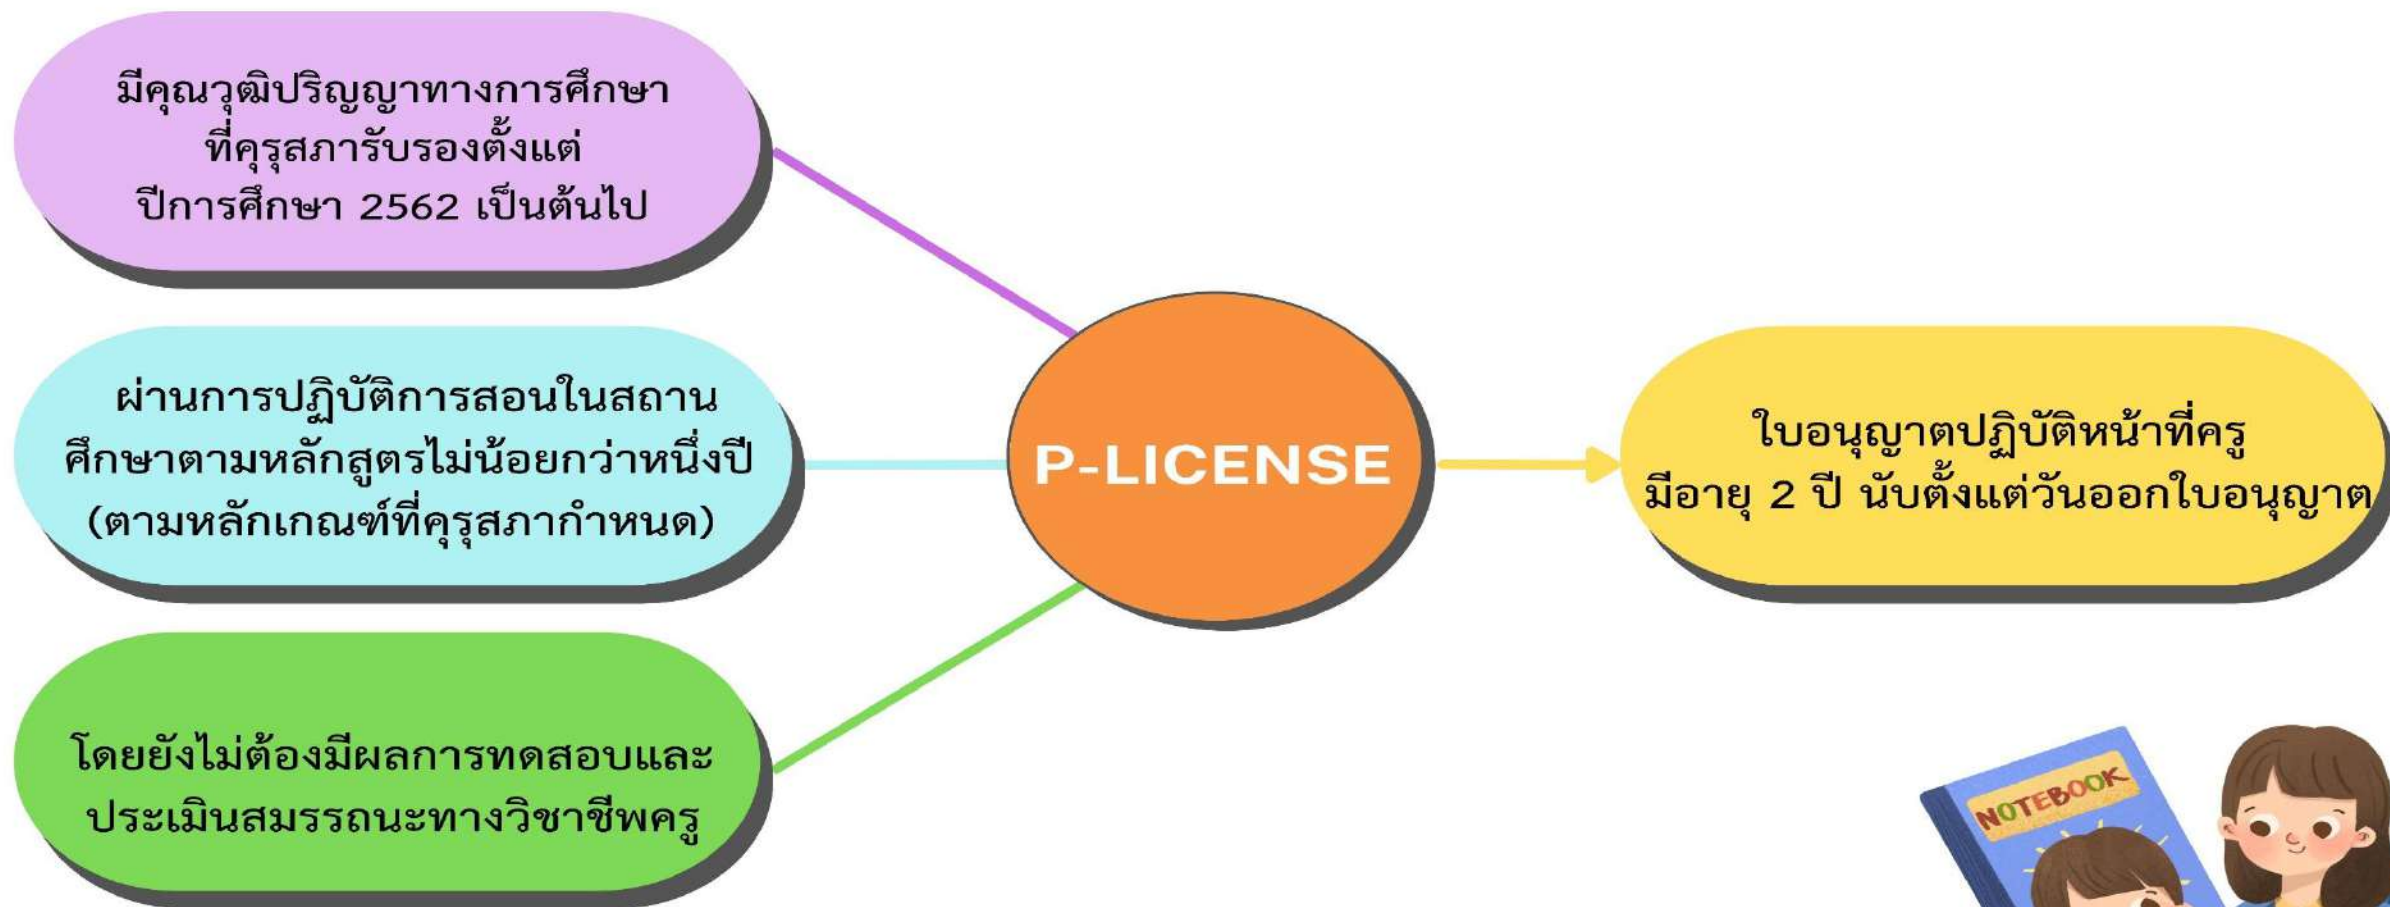 มีคุณวุฒิปริญญาทางการศึกษา
ที่คุรุสภารับรองตั้งแต่
ปีการศึกษา 2562 เป็นต้นไป
ผ่านการปฏิบัติการสอนในสถาน
ศึกษาตามหลักสูตรไม่น้อยกว่าหนึ่งปี
(ตามหลักเกณฑ์ที่คุรุสภากำหนด)
โดยยังไม่ต้องมีผลการทดสอบและ
ประเมินสมรรถนะทางวิชาชีพครู
P-LICENSE
ใบอนุญาตปฏิบัติหน้าที่ครู
มีอายุ 2 ปี นับตั้งแต่วันออกใบอนุญาต
NOTEBOOK